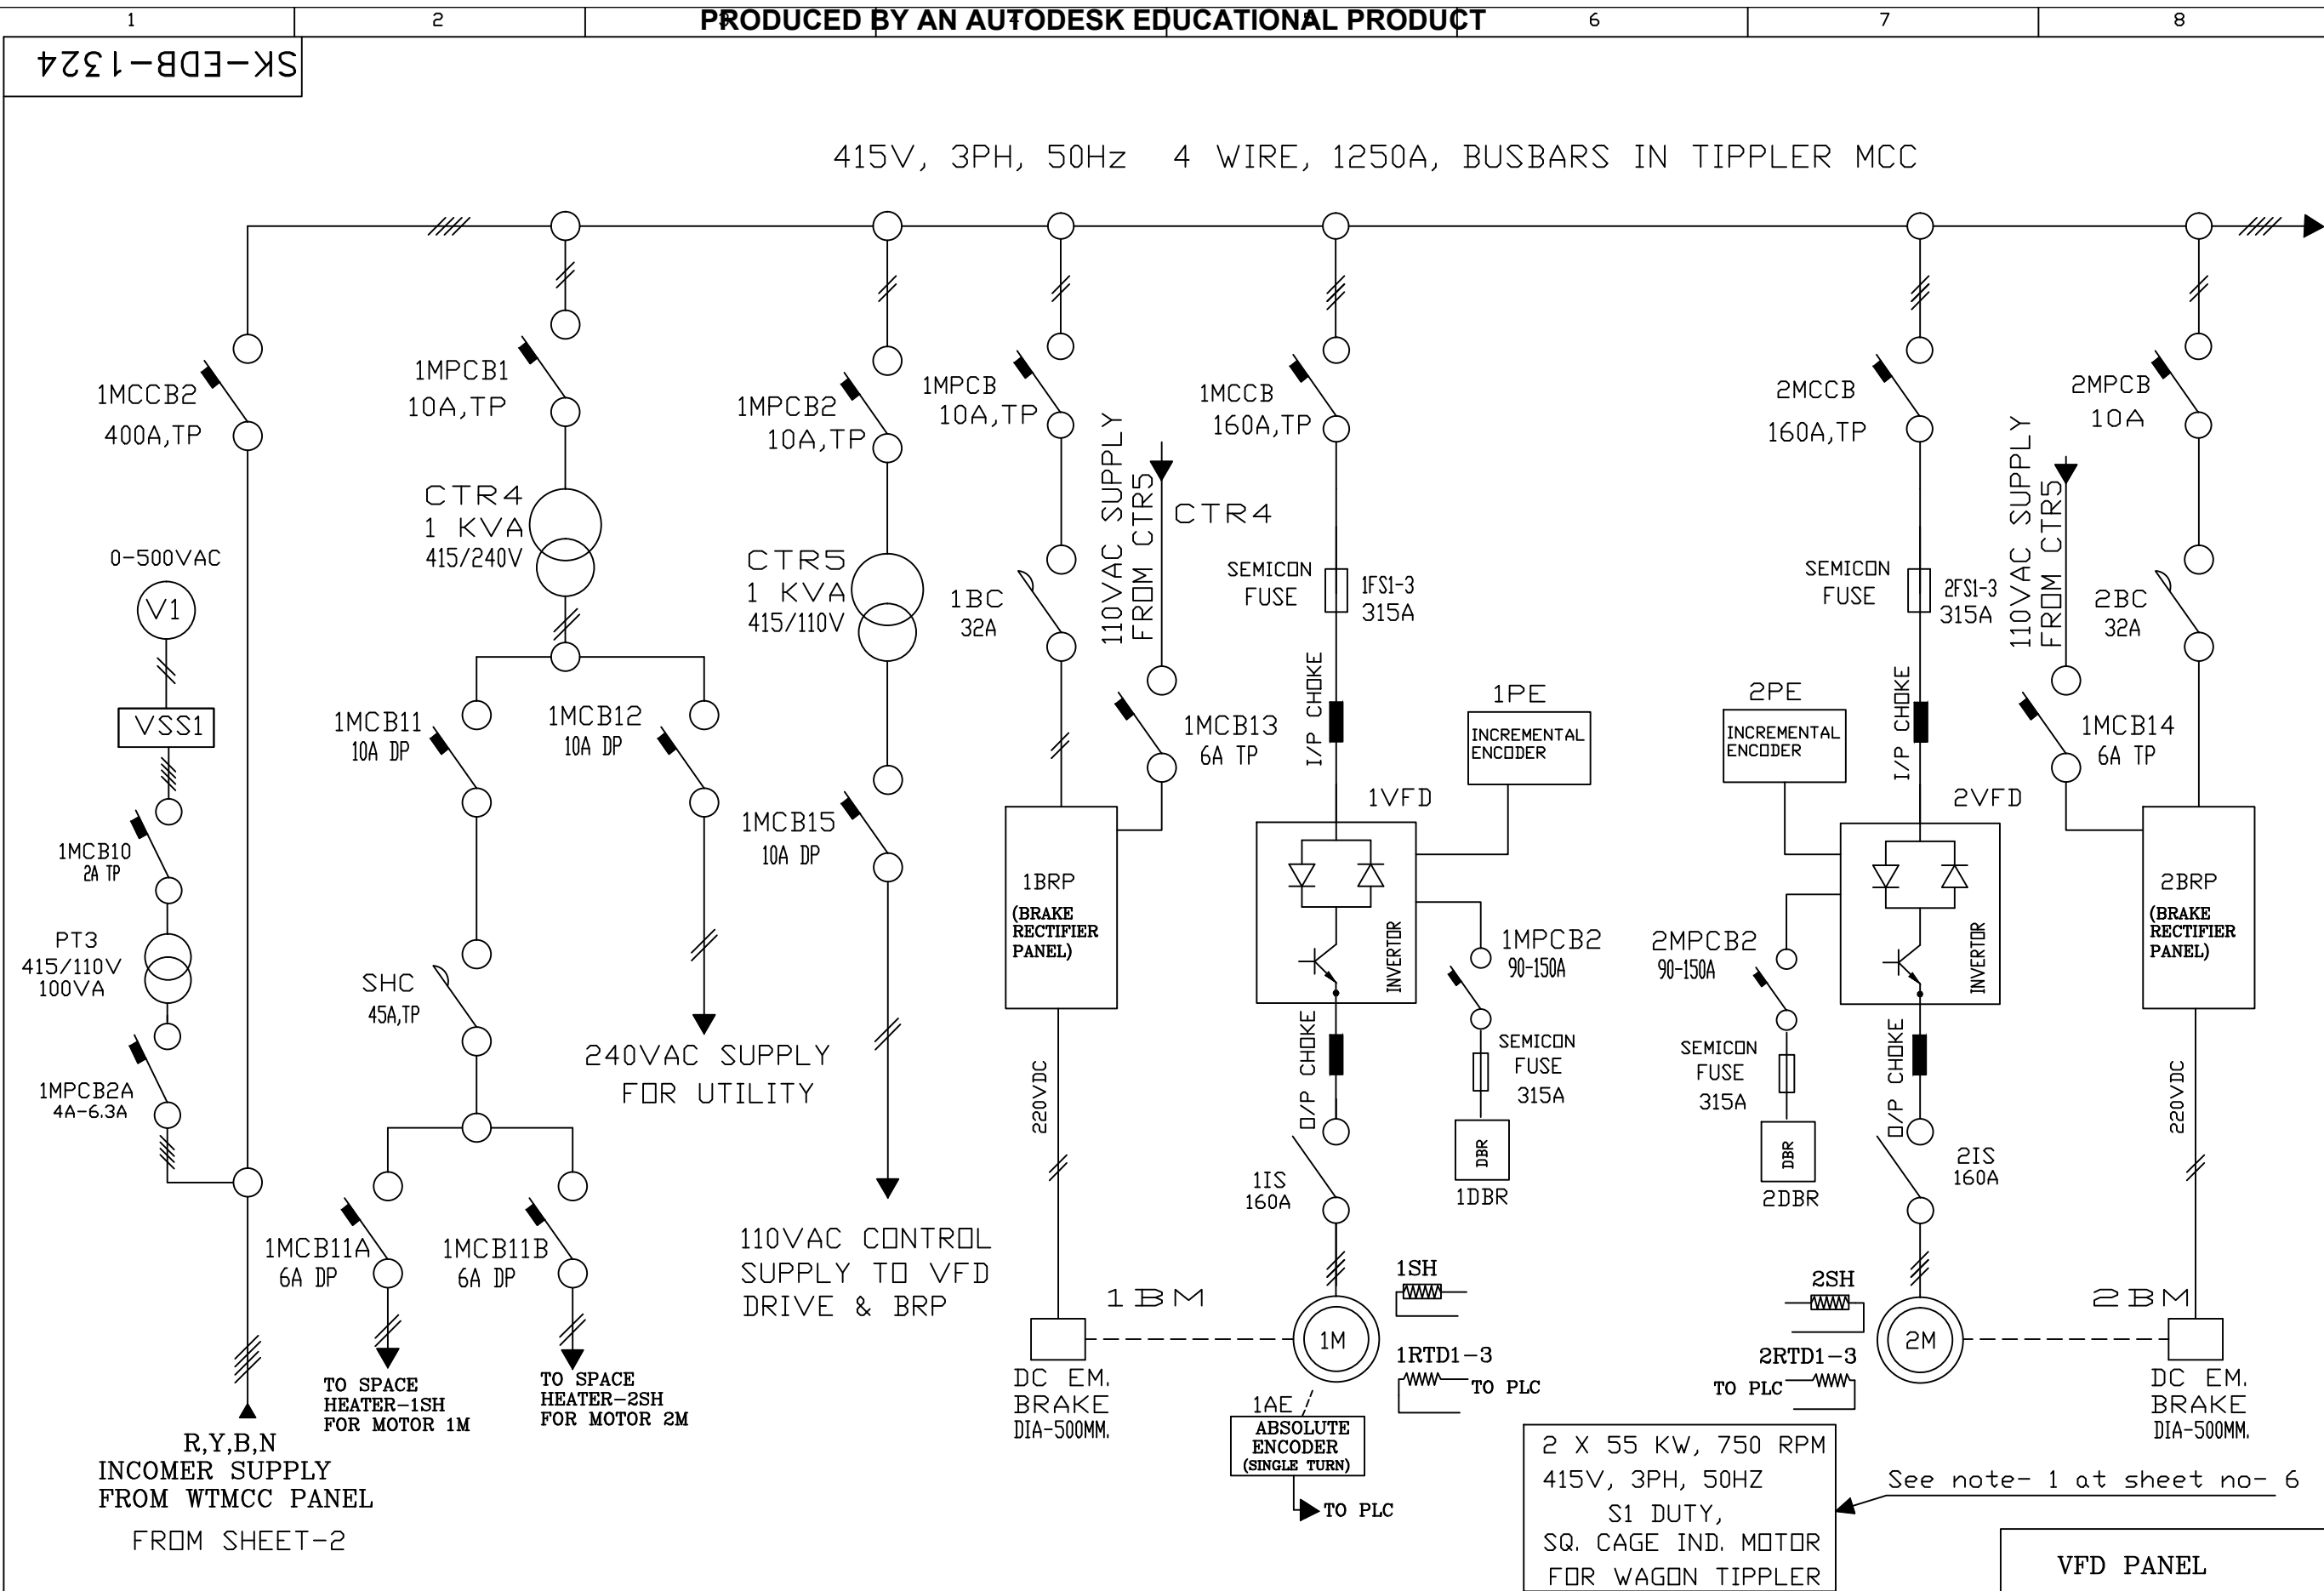 1 2 3 4 5 6 7 8
PRODUCED BY AN AUTODESK EDUCATIONAL PRODUCT
SK-EDB-1324
415V, 3PH, 50Hz 4 WIRE, 1250A, BUSBARS IN TIPPLER MCC
1MCCB2
400A,TP
0-500VAC
V1
VSS1
1MCB10
2A TP
PT3
415/110V
100VA
1MPCB2A
4A-6.3A
R,Y,B,N
INCOMER SUPPLY
FROM WTMCC PANEL
FROM SHEET-2
1MPCB1
10A,TP
CTR4
1 KVA
415/240V
1MCB11
10A DP
1MCB12
10A DP
SHC
45A,TP
240VAC SUPPLY
FOR UTILITY
1MCB11A
6A DP
1MCB11B
6A DP
TO SPACE
HEATER-1SH
FOR MOTOR 1M
TO SPACE
HEATER-2SH
FOR MOTOR 2M
1MPCB2
10A,TP
CTR5
1 KVA
415/110V
1MCB15
10A DP
110VAC CONTROL
SUPPLY TO VFD
DRIVE & BRP
1MPCB
10A,TP
1BC
32A
110VAC SUPPLY
FROM CTR5
CTR4
1MCB13
6A TP
1BRP
(BRAKE
RECTIFIER
PANEL)
220VDC
1BM
DC EM.
BRAKE
DIA-500MM.
1MCCB
160A,TP
SEMICON
FUSE
1FS1-3
315A
I/P CHOKE
1PE
INCREMENTAL
ENCODER
1VFD
INVERTOR
1MPCB2
90-150A
SEMICON
FUSE
315A
DBR
1DBR
O/P CHOKE
1IS
160A
1M
1SH
1RTD1-3
TO PLC
1AE
ABSOLUTE
ENCODER
(SINGLE TURN)
TO PLC
2MCCB
160A,TP
SEMICON
FUSE
2FS1-3
315A
I/P CHOKE
2PE
INCREMENTAL
ENCODER
2VFD
INVERTOR
2MPCB2
90-150A
SEMICON
FUSE
315A
DBR
2DBR
O/P CHOKE
2IS
160A
2M
2SH
2RTD1-3
TO PLC
2MPCB
10A
110VAC SUPPLY
FROM CTR5
2BC
32A
1MCB14
6A TP
2BRP
(BRAKE
RECTIFIER
PANEL)
220VDC
2BM
DC EM.
BRAKE
DIA-500MM.
2 X 55 KW, 750 RPM
415V, 3PH, 50HZ
S1 DUTY,
SQ. CAGE IND. MOTOR
FOR WAGON TIPPLER
See note- 1 at sheet no- 6
VFD PANEL